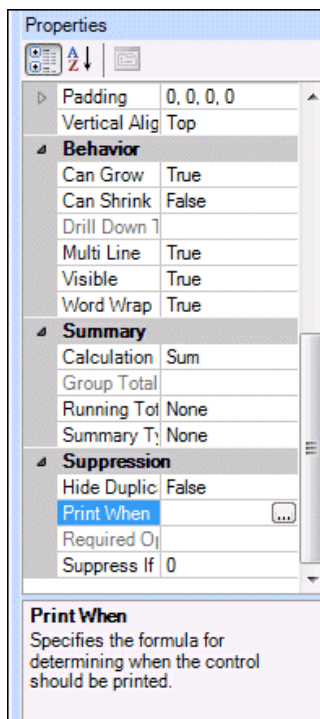 Properties
Padding 0, 0, 0, 0
Vertical Alig Top
Behavior
Can Grow True
Can Shrink False
Drill Down T
Multi Line True
Visible True
Word Wrap True
Summary
Calculation Sum
Group Total
Running Tot None
Summary Ty None
Suppression
Hide Duplic False
Print When ...
Required Op
Suppress If 0
Print When
Specifies the formula for
determining when the control
should be printed.